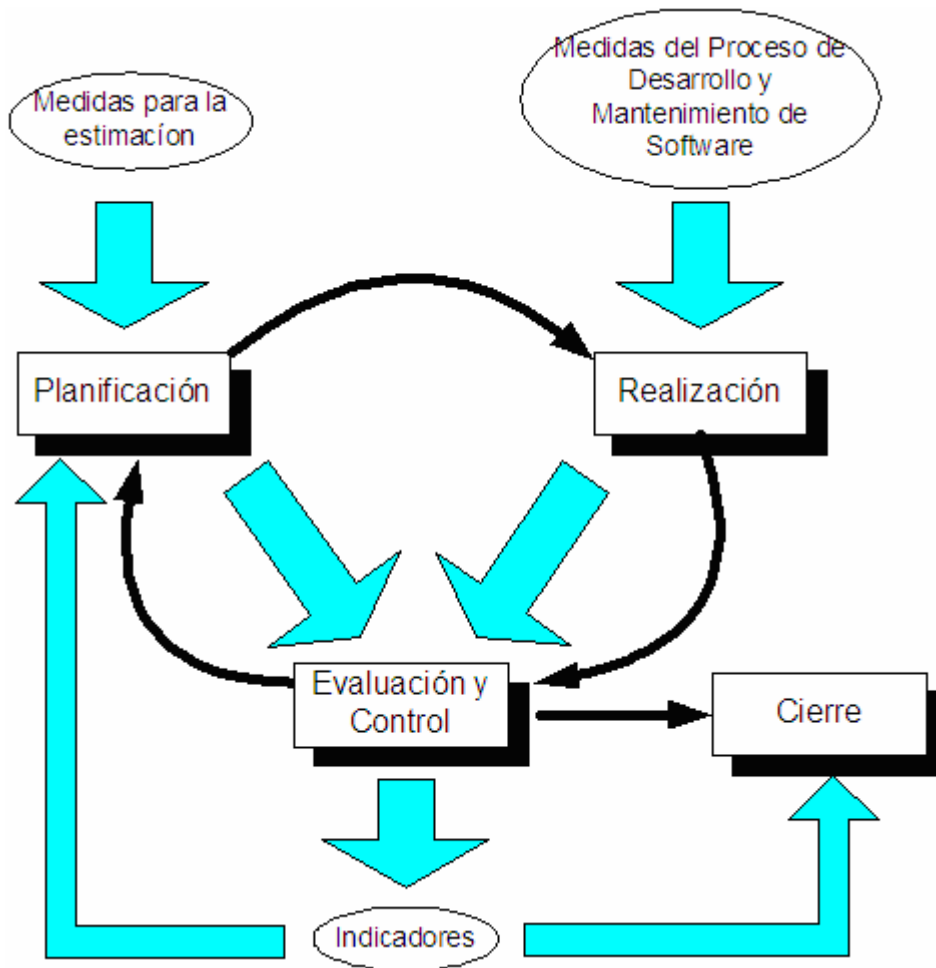 Medidas para la
estimacíon
Medidas del Proceso de
Desarrollo y
Mantenimiento de
Software
Planificación
Realización
Evaluación y
Control
Cierre
Indicadores